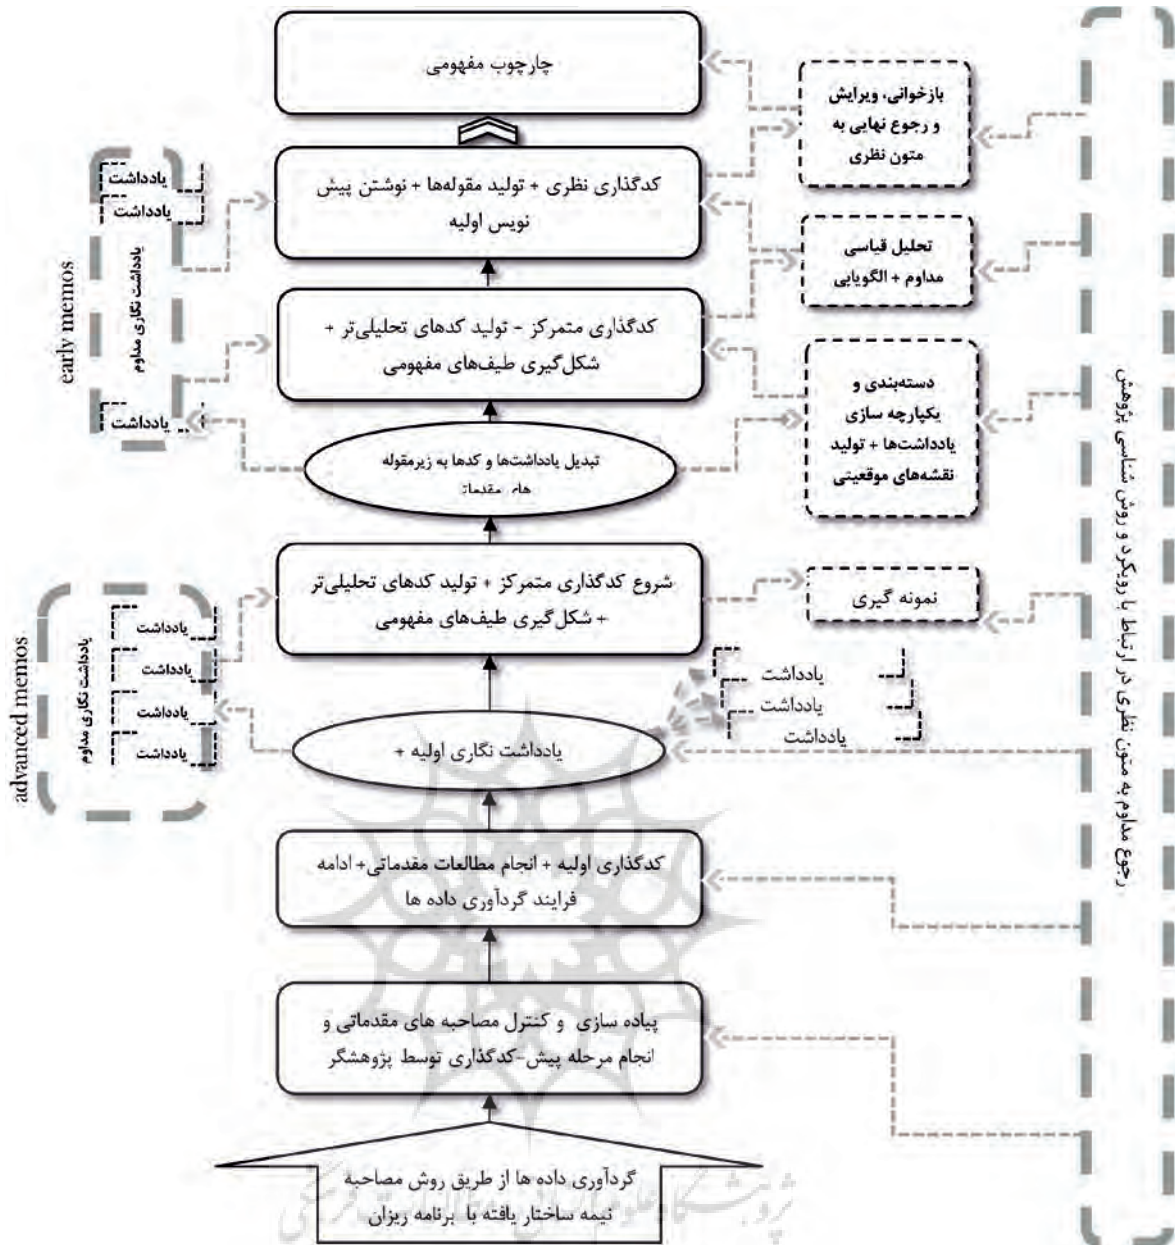 چارچوب مفهومی
بازخوانی، ویرایش
و رجوع نهایی به
متون نظری
کدگذاری نظری + تولید مقوله‌ها + نوشتن پیش
نویس اولیه
یادداشت
یادداشت
یادداشت نگاری مداوم
یادداشت
early memos
تحلیل قیاسی
مداوم + الگویابی
کدگذاری متمرکز – تولید کدهای تحلیلی‌تر +
شکل‌گیری طیف‌های مفهومی
دسته‌بندی و
یکپارچه سازی
یادداشت‌ها + تولید
نقشه‌های موقعیتی
تبدیل یادداشت‌ها و کدها به زیرمقوله
شروع کدگذاری متمرکز + تولید کدهای تحلیلی‌تر
+ شکل‌گیری طیف‌های مفهومی
نمونه گیری
یادداشت
یادداشت
یادداشت
یادداشت
یادداشت نگاری مداوم
advanced memos
یادداشت
یادداشت
یادداشت
یادداشت نگاری اولیه +
کدگذاری اولیه + انجام مطالعات مقدماتی+ ادامه
فرایند گردآوری داده ها
پیاده سازی و کنترل مصاحبه های مقدماتی و
انجام مرحله پیش-کدگذاری توسط پژوهشگر
گردآوری داده ها از طریق روش مصاحبه
نیمه ساختار یافته با برنامه ریزان
رجوع مداوم به متون نظری در ارتباط با رویکرد و روش شناسی پژوهش
پژوهشگاه علوم انسانی و مطالعات فرهنگی